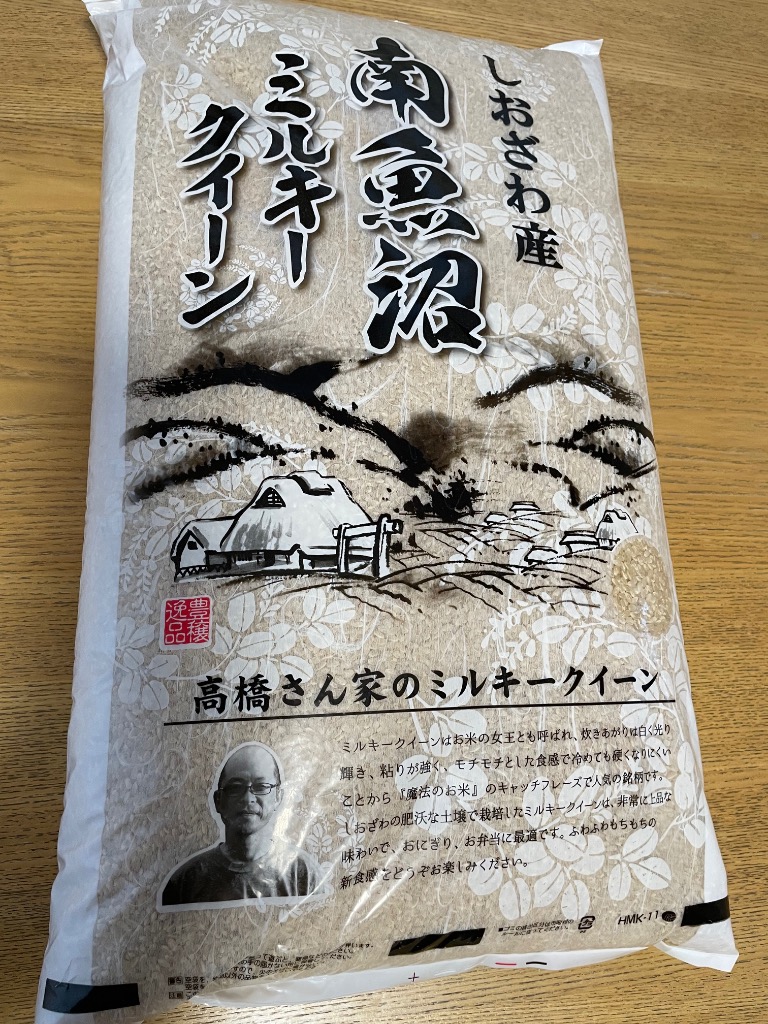 しおざわ産
南魚沼
ミルキー
クイーン
豊穣
逸品
高橋さん家のミルキークイーン
ミルキークイーンはお米の女王とも呼ばれ、炊きあがりは白く光り
輝き、粘りが強く、モチモチとした食感で冷めても硬くなりにくい
ことから『魔法のお米』のキャッチフレーズで人気の銘柄です。
しおざわの肥沃な土壌で栽培したミルキークイーンは、非常に上品な
味わいで、おにぎり、お弁当に最適です。ふわふわもちもちの
新食感をどうぞお楽しみください。
HMK-11